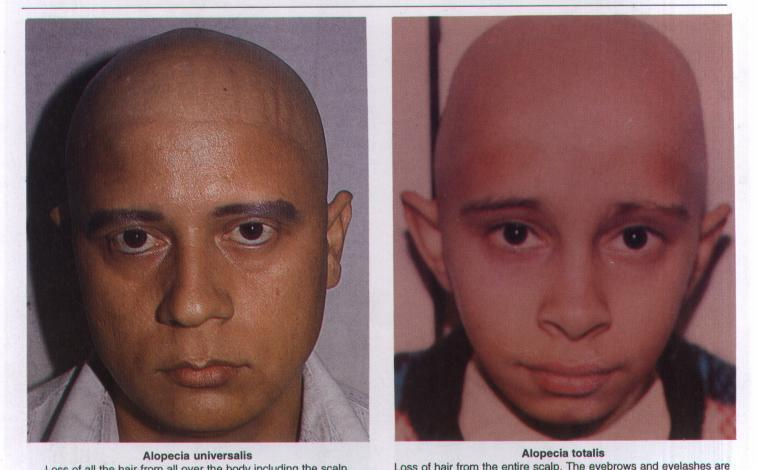 Alopecia universalis
Loss of all the hair from all over the body including the scalp,
Alopecia totalis
Loss of hair from the entire scalp. The eyebrows and eyelashes are